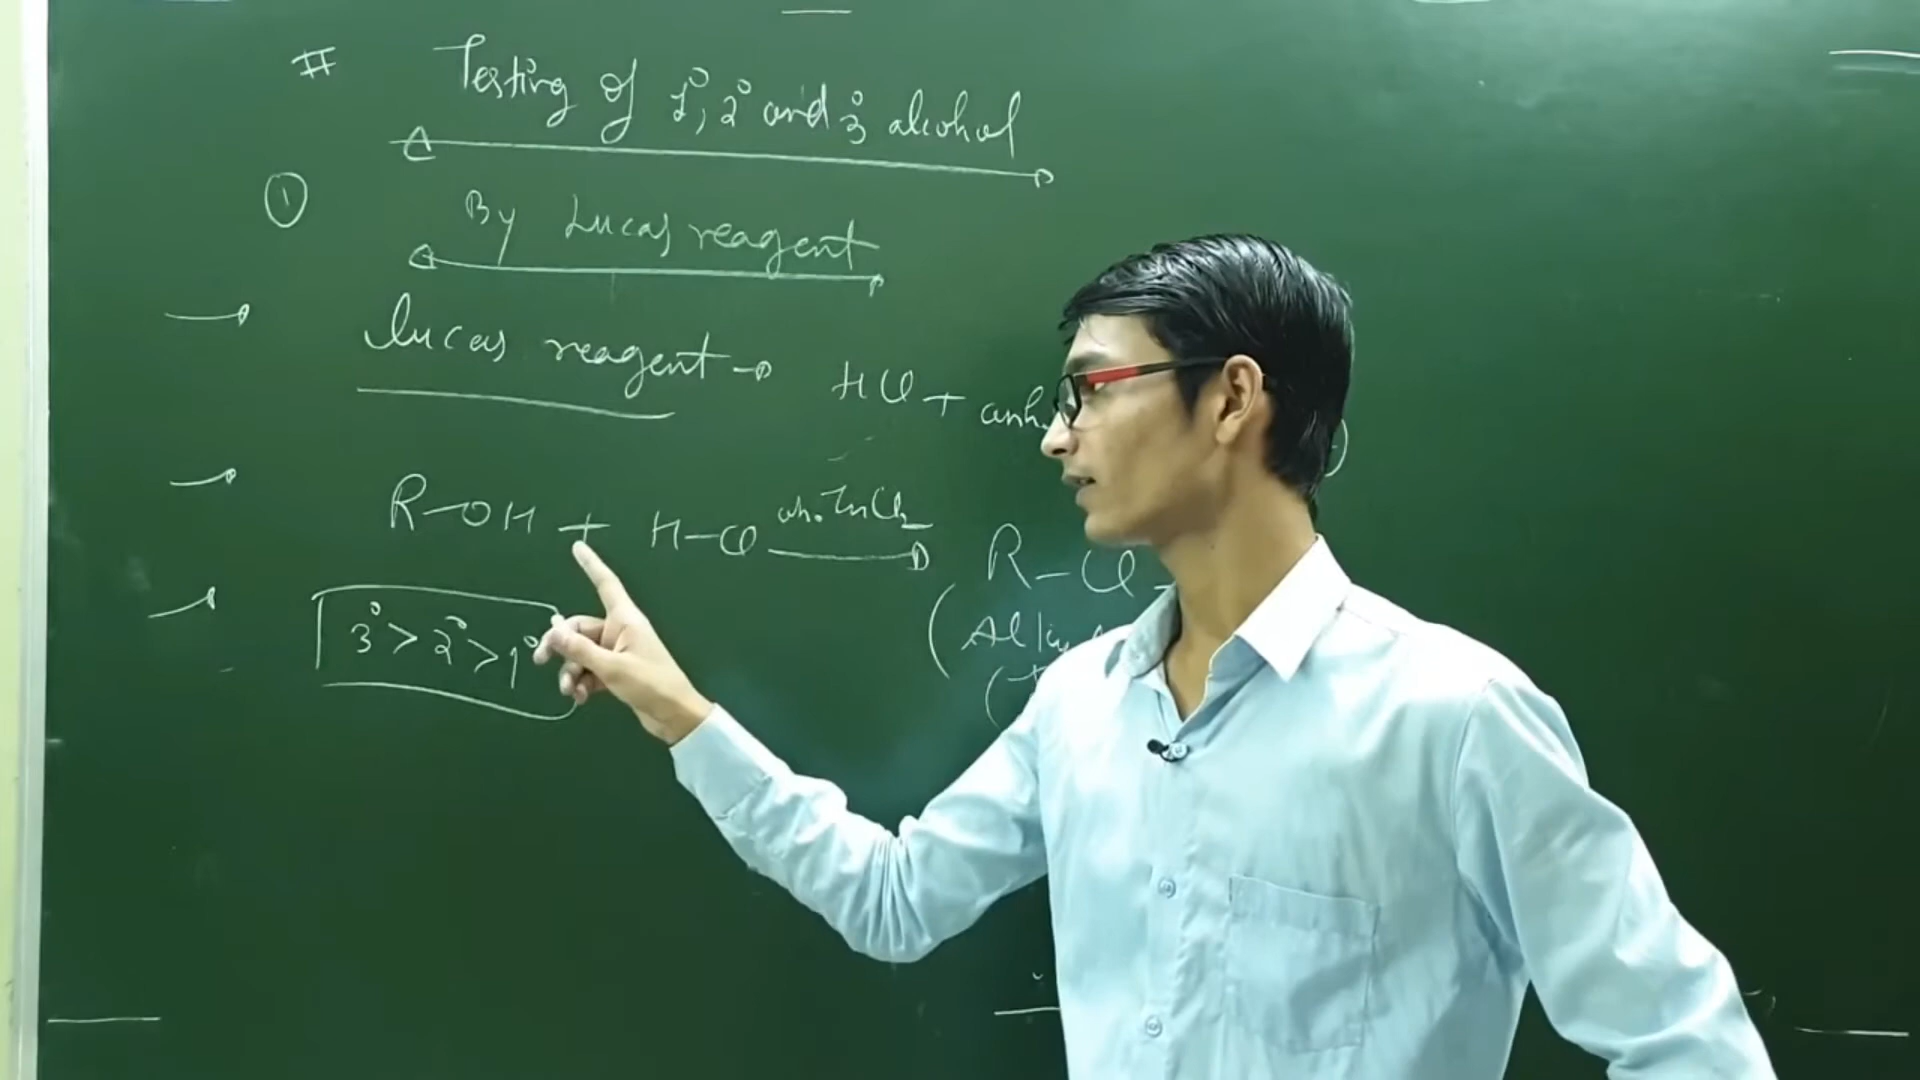 # Testing of 1°, 2° and 3° alcohol
① By Lucas reagent
→ lucas reagent → HCl + anh.
→ R-OH + H-Cl anh. ZnCl2 → R-Cl
(Alky
→ 3° > 2° > 1°